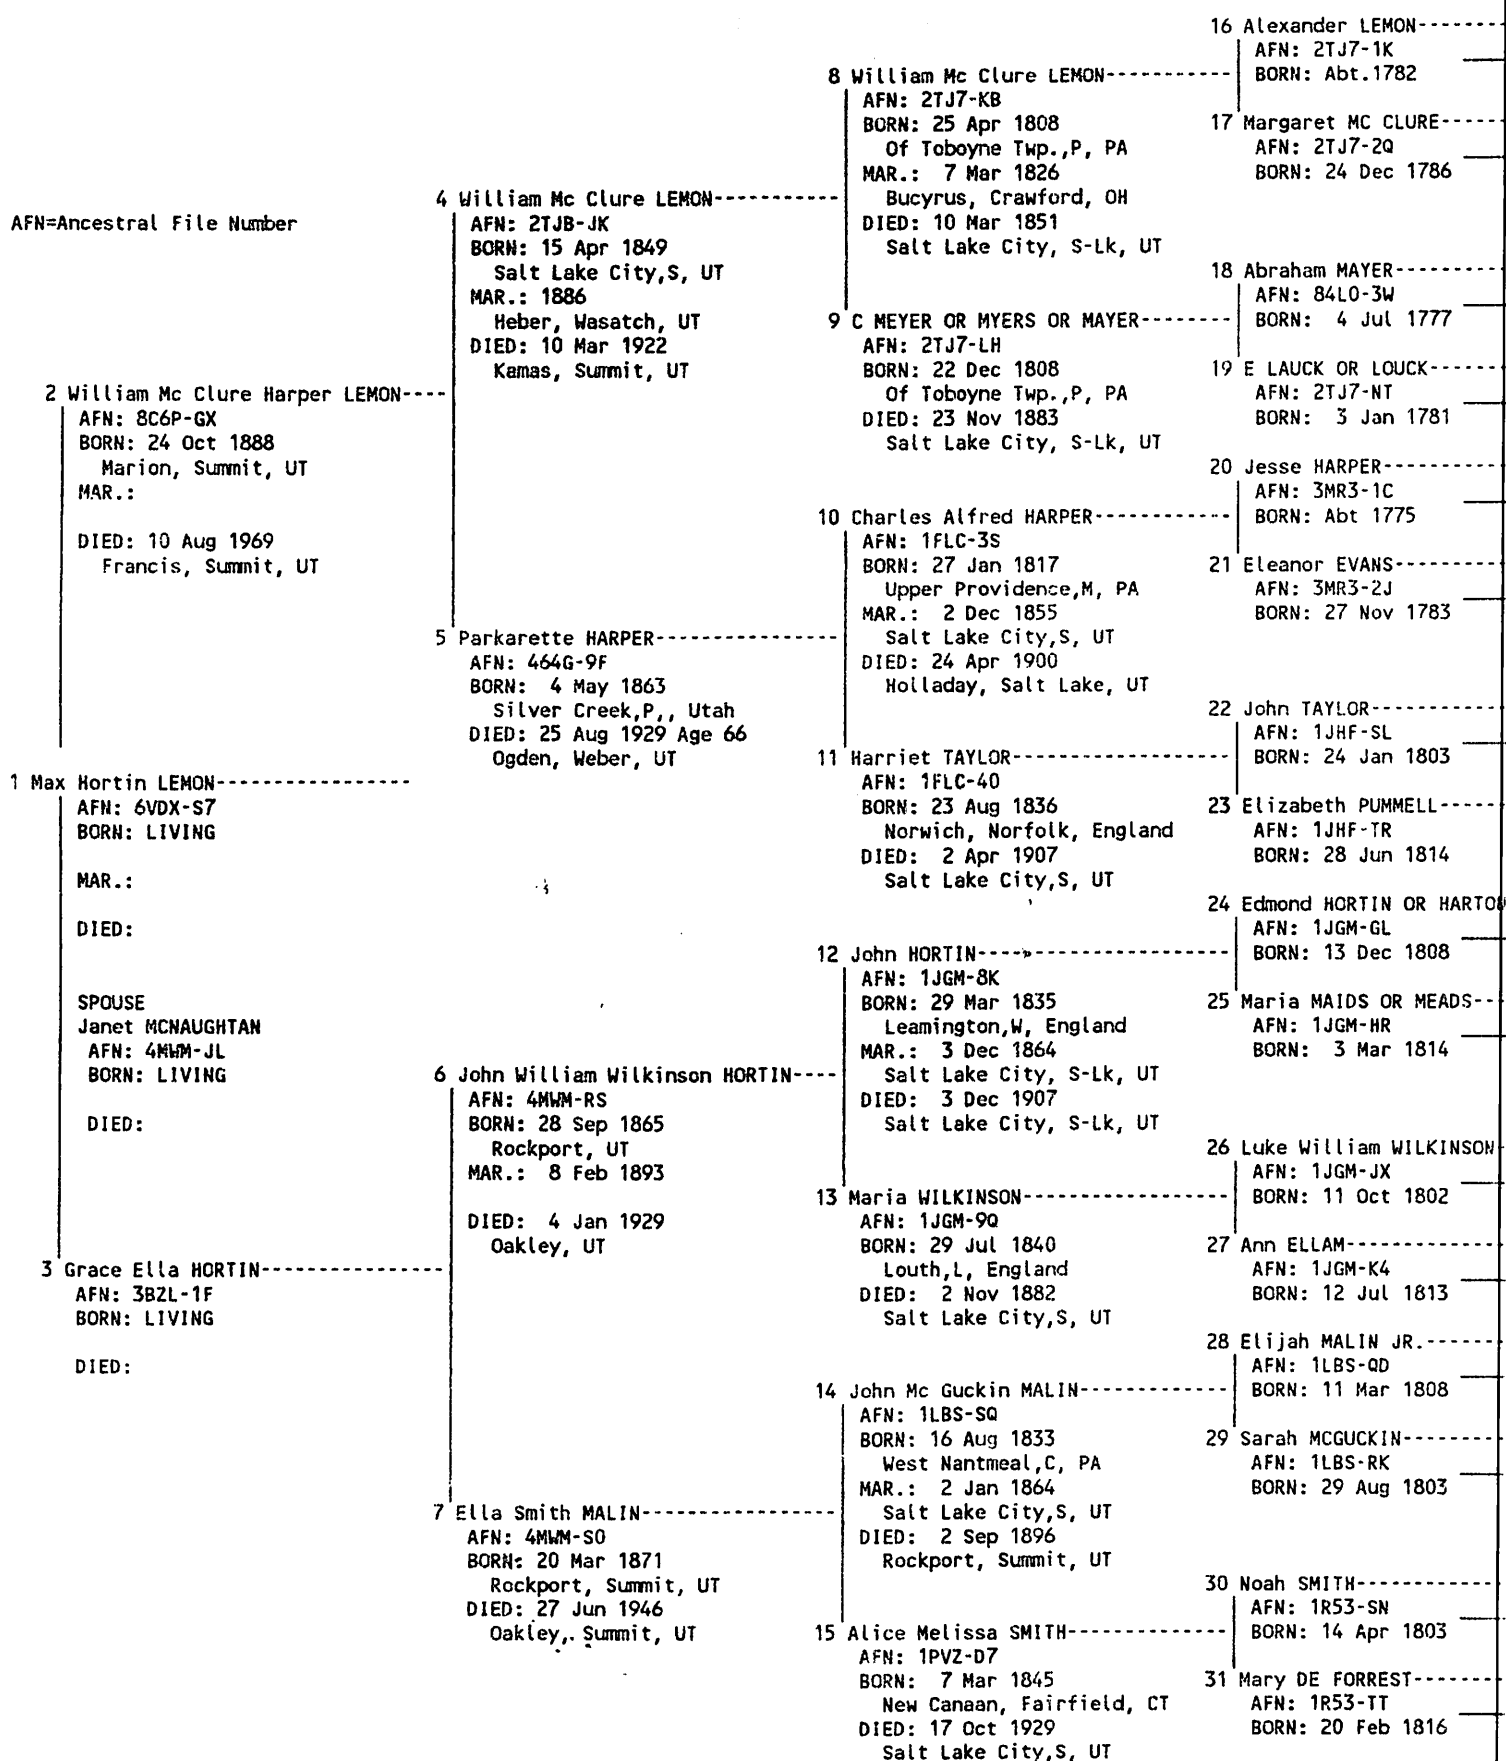 AFN=Ancestral File Number
1 Max Hortin LEMON
AFN: 6VDX-S7
BORN: LIVING
MAR.:
DIED:
SPOUSE
Janet MCNAUGHTAN
AFN: 4MWM-JL
BORN: LIVING
DIED:
2 William Mc Clure Harper LEMON
AFN: 8C6P-GX
BORN: 24 Oct 1888
Marion, Summit, UT
MAR.:
DIED: 10 Aug 1969
Francis, Summit, UT
3 Grace Ella HORTIN
AFN: 3BZL-1F
BORN: LIVING
DIED:
4 William Mc Clure LEMON
AFN: 2TJB-JK
BORN: 15 Apr 1849
Salt Lake City,S, UT
MAR.: 1886
Heber, Wasatch, UT
DIED: 10 Mar 1922
Kamas, Summit, UT
5 Parkarette HARPER
AFN: 464G-9F
BORN: 4 May 1863
Silver Creek,P,, Utah
DIED: 25 Aug 1929 Age 66
Ogden, Weber, UT
6 John William Wilkinson HORTIN
AFN: 4MWM-RS
BORN: 28 Sep 1865
Rockport, UT
MAR.: 8 Feb 1893
DIED: 4 Jan 1929
Oakley, UT
7 Ella Smith MALIN
AFN: 4MWM-S0
BORN: 20 Mar 1871
Rockport, Summit, UT
DIED: 27 Jun 1946
Oakley, Summit, UT
8 William Mc Clure LEMON
AFN: 2TJ7-KB
BORN: 25 Apr 1808
Of Toboyne Twp.,P, PA
MAR.: 7 Mar 1826
Bucyrus, Crawford, OH
DIED: 10 Mar 1851
Salt Lake City, S-Lk, UT
9 C MEYER OR MYERS OR MAYER
AFN: 2TJ7-LH
BORN: 22 Dec 1808
Of Toboyne Twp.,P, PA
DIED: 23 Nov 1883
Salt Lake City, S-Lk, UT
10 Charles Alfred HARPER
AFN: 1FLC-3S
BORN: 27 Jan 1817
Upper Providence,M, PA
MAR.: 2 Dec 1855
Salt Lake City,S, UT
DIED: 24 Apr 1900
Holladay, Salt Lake, UT
11 Harriet TAYLOR
AFN: 1FLC-40
BORN: 23 Aug 1836
Norwich, Norfolk, England
DIED: 2 Apr 1907
Salt Lake City,S, UT
12 John HORTIN
AFN: 1JGM-8K
BORN: 29 Mar 1835
Leamington,W, England
MAR.: 3 Dec 1864
Salt Lake City, S-Lk, UT
DIED: 3 Dec 1907
Salt Lake City, S-Lk, UT
13 Maria WILKINSON
AFN: 1JGM-9Q
BORN: 29 Jul 1840
Louth,L, England
DIED: 2 Nov 1882
Salt Lake City,S, UT
14 John Mc Guckin MALIN
AFN: 1LBS-SQ
BORN: 16 Aug 1833
West Nantmeal,C, PA
MAR.: 2 Jan 1864
Salt Lake City,S, UT
DIED: 2 Sep 1896
Rockport, Summit, UT
15 Alice Melissa SMITH
AFN: 1PVZ-D7
BORN: 7 Mar 1845
New Canaan, Fairfield, CT
DIED: 17 Oct 1929
Salt Lake City,S, UT
16 Alexander LEMON
AFN: 2TJ7-1K
BORN: Abt.1782
17 Margaret MC CLURE
AFN: 2TJ7-2Q
BORN: 24 Dec 1786
18 Abraham MAYER
AFN: 84L0-3W
BORN: 4 Jul 1777
19 E LAUCK OR LOUCK
AFN: 2TJ7-NT
BORN: 3 Jan 1781
20 Jesse HARPER
AFN: 3MR3-1C
BORN: Abt 1775
21 Eleanor EVANS
AFN: 3MR3-2J
BORN: 27 Nov 1783
22 John TAYLOR
AFN: 1JHF-SL
BORN: 24 Jan 1803
23 Elizabeth PUMMELL
AFN: 1JHF-TR
BORN: 28 Jun 1814
24 Edmond HORTIN OR HARTO
AFN: 1JGM-GL
BORN: 13 Dec 1808
25 Maria MAIDS OR MEADS
AFN: 1JGM-HR
BORN: 3 Mar 1814
26 Luke William WILKINSON
AFN: 1JGM-JX
BORN: 11 Oct 1802
27 Ann ELLAM
AFN: 1JGM-K4
BORN: 12 Jul 1813
28 Elijah MALIN JR.
AFN: 1LBS-QD
BORN: 11 Mar 1808
29 Sarah MCGUCKIN
AFN: 1LBS-RK
BORN: 29 Aug 1803
30 Noah SMITH
AFN: 1R53-SN
BORN: 14 Apr 1803
31 Mary DE FORREST
AFN: 1R53-TT
BORN: 20 Feb 1816